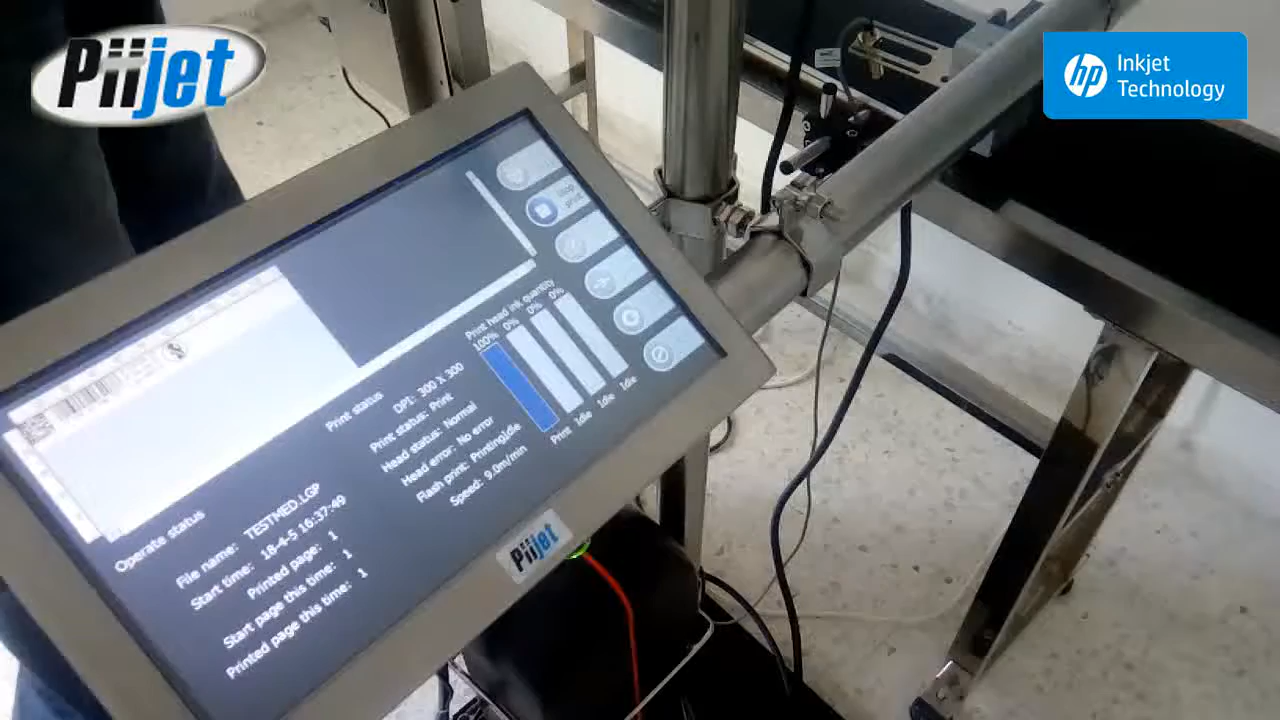 Piijet
hp Inkjet
Technology
stop
print
Print head ink quantity
100% 0% 0% 0%
Print Idle Idle Idle
Print status
DPI: 300 X 300
Print status: Print
Head status: Normal
Head error: No error
Flash print: PrintingIdle
Speed: 9.0m/min
Operate status
File name: TESTMED.LGP
Start time: 18-4-5 16:37:49
Printed page: 1
Start page this time: 1
Printed page this time: 1
Piijet